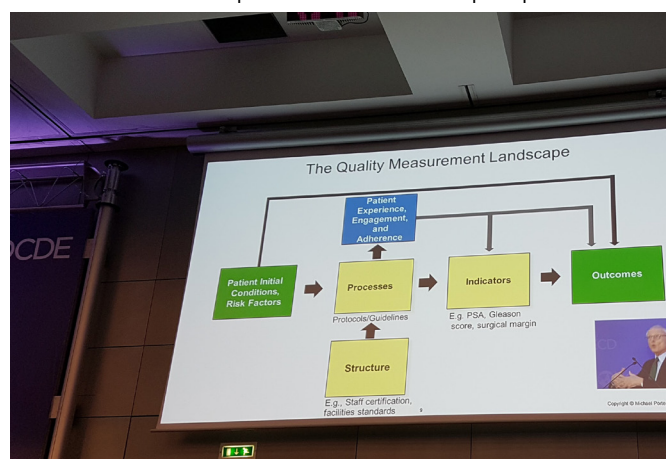 The Quality Measurement Landscape
Patient
Experience,
Engagement,
and
Adherence
Patient Initial
Conditions,
Risk Factors
Processes
Indicators
Outcomes
Protocols/Guidelines
E.g. PSA, Gleason
score, surgical margin
Structure
E.g., Staff certification,
facilities standards
Copyright © Michael
OCDE